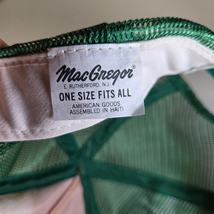 MacGregor®
E. RUTHERFORD, N.J.
ONE SIZE FITS ALL
AMERICAN GOODS
ASSEMBLED IN HAITI